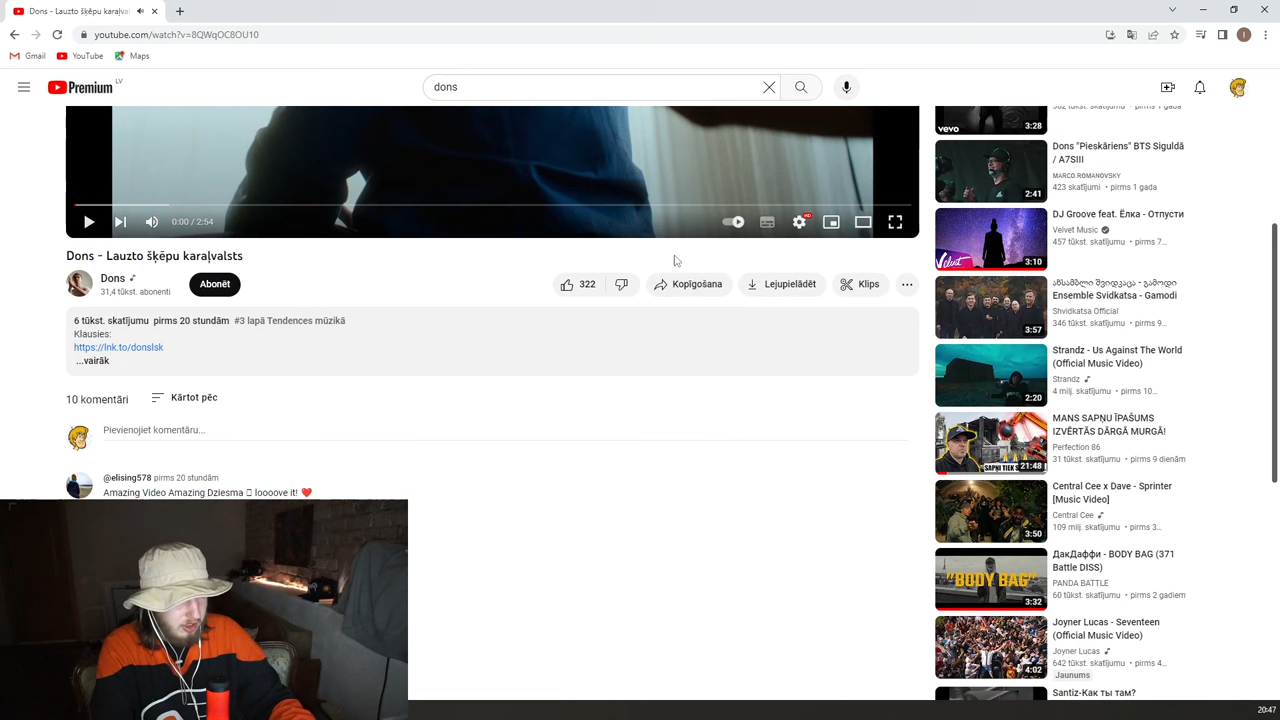 Dons - Lauzto šķēpu karaļval
youtube.com/watch?v=8QWqOC8OU10
Gmail YouTube Maps
Premium LV
dons
0:00 / 2:54
HD
Dons - Lauzto šķēpu karaļvalsts
Dons
31,4 tūkst. abonenti
Abonēt
322
Kopīgošana
Lejupielādēt
Klips
6 tūkst. skatījumu pirms 20 stundām #3 lapā Tendences mūzikā
Klausies:
https://lnk.to/donslsk
...vairāk
10 komentāri
Kārtot pēc
Pievienojiet komentāru...
@elising578 pirms 20 stundām
Amazing Video Amazing Dziesma loooove it! ❤️
vevo
3:28
Dons "Pieskāriens" BTS Siguldā
/ A7SIII
MARCO.ROMANOVSKY
423 skatījumi • pirms 1 gada
2:41
DJ Groove feat. Ёлка - Отпусти
Velvet Music
457 tūkst. skatījumu • pirms 7...
Velvet
3:10
ანსამბლი შვიდკაცა - გამოდი
Ensemble Svidkatsa - Gamodi
Shvidkatsa Official
346 tūkst. skatījumu • pirms 9...
3:57
Strandz - Us Against The World
(Official Music Video)
Strandz
4 milj. skatījumu • pirms 10...
2:20
MANS SAPŅU ĪPAŠUMS
IZVĒRTĀS DĀRGĀ MURGĀ!
Perfection 86
31 tūkst. skatījumu • pirms 9 dienām
21:48
Central Cee x Dave - Sprinter
[Music Video]
Central Cee
109 milj. skatījumu • pirms 3...
3:50
ДакДаффи - BODY BAG (371
Battle DISS)
PANDA BATTLE
60 tūkst. skatījumu • pirms 2 gadiem
"BODY BAG"
3:32
Joyner Lucas - Seventeen
(Official Music Video)
Joyner Lucas
642 tūkst. skatījumu • pirms 4...
Jaunums
4:02
Santiz-Как ты там?
20:47